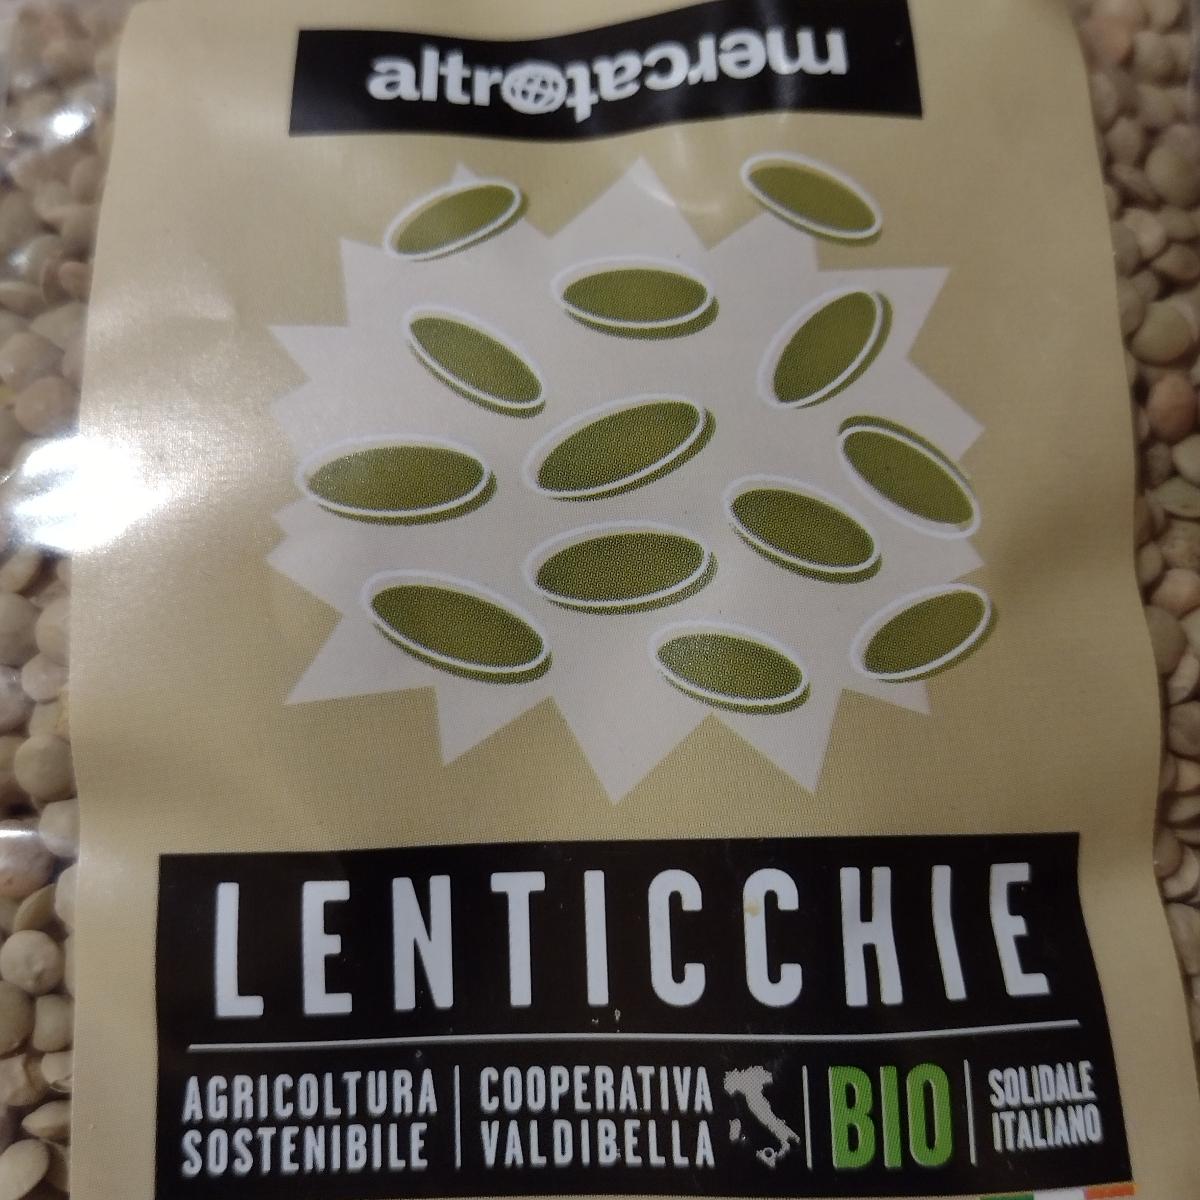 altromercato
LENTICCHIE
AGRICOLTURA
SOSTENIBILE
COOPERATIVA
VALDIBELLA
BIO
SOLIDALE
ITALIANO